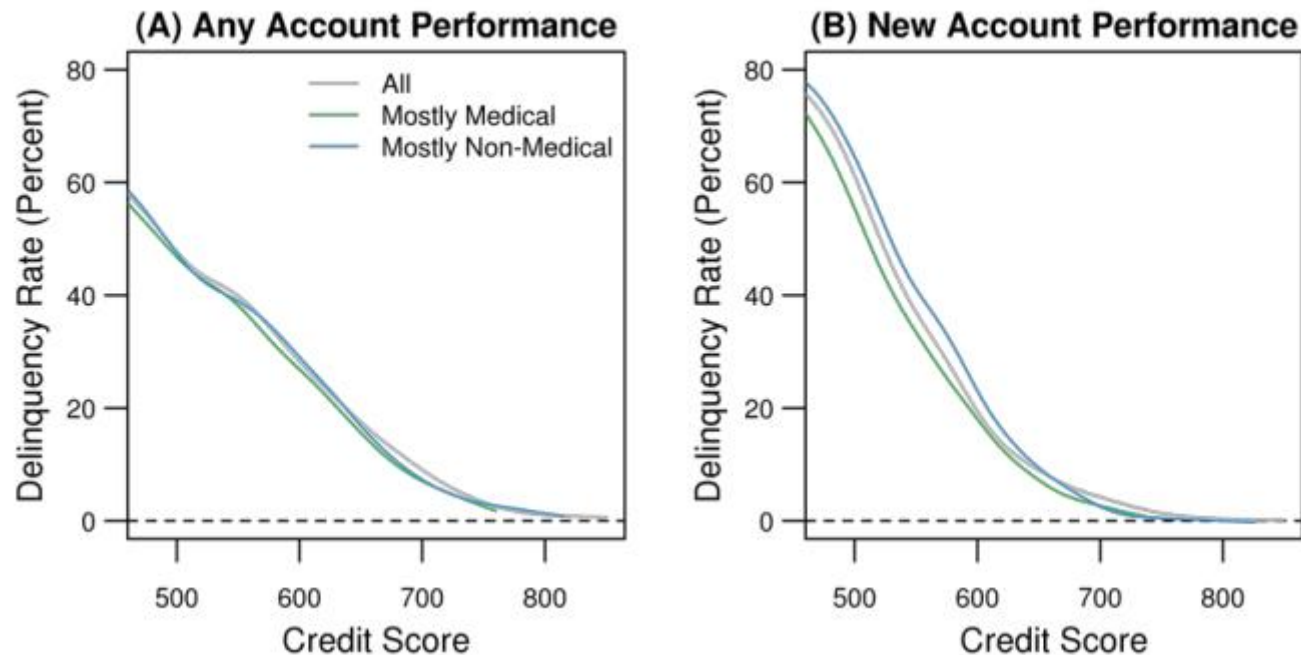 (A) Any Account Performance
Delinquency Rate (Percent)
80
60
40
20
0
All
Mostly Medical
Mostly Non-Medical
500 600 700 800
Credit Score
(B) New Account Performance
Delinquency Rate (Percent)
80
60
40
20
0
500 600 700 800
Credit Score